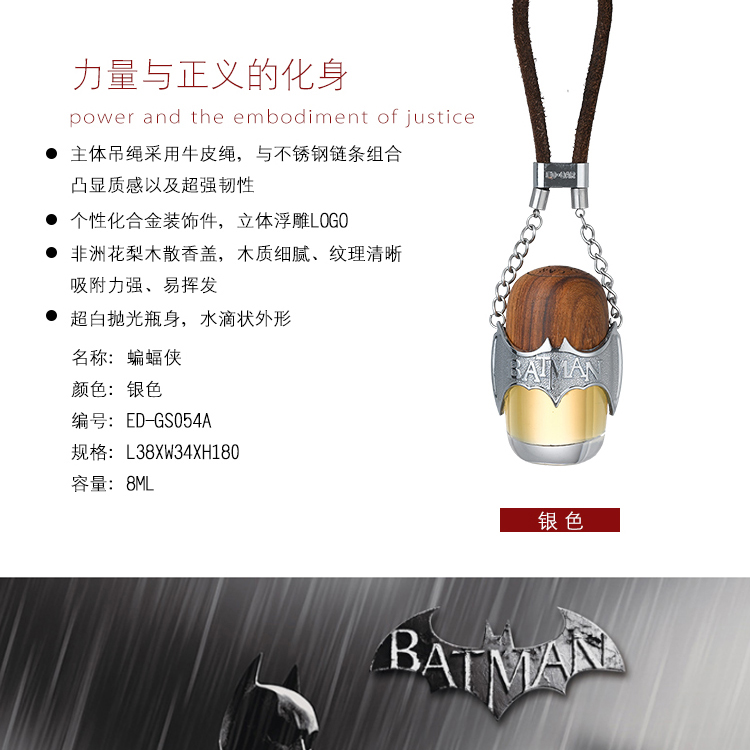 力量与正义的化身
power and the embodiment of justice
主体吊绳采用牛皮绳，与不锈钢链条组合
凸显质感以及超强韧性
个性化合金装饰件，立体浮雕LOGO
非洲花梨木散香盖，木质细腻、纹理清晰
吸附力强、易挥发
超白抛光瓶身，水滴状外形
名称：蝙蝠侠
颜色：银色
编号：ED-GS054A
规格：L38XW34XH180
容量：8ML
BATMAN
银色
BATMAN